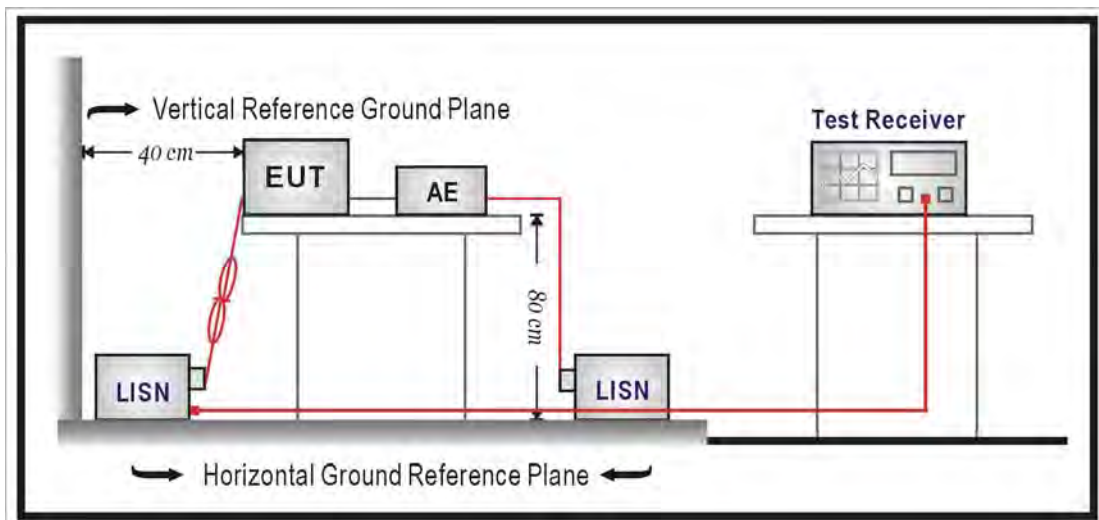 Vertical Reference Ground Plane
Test Receiver
40 cm
EUT
AE
80 cm
LISN
LISN
Horizontal Ground Reference Plane